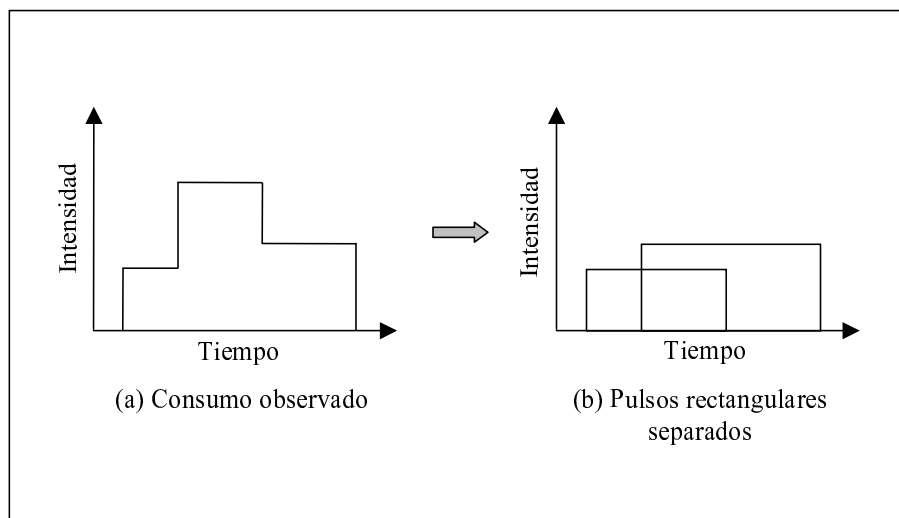 Intensidad
Tiempo
(a) Consumo observado
Intensidad
Tiempo
(b) Pulsos rectangulares
separados